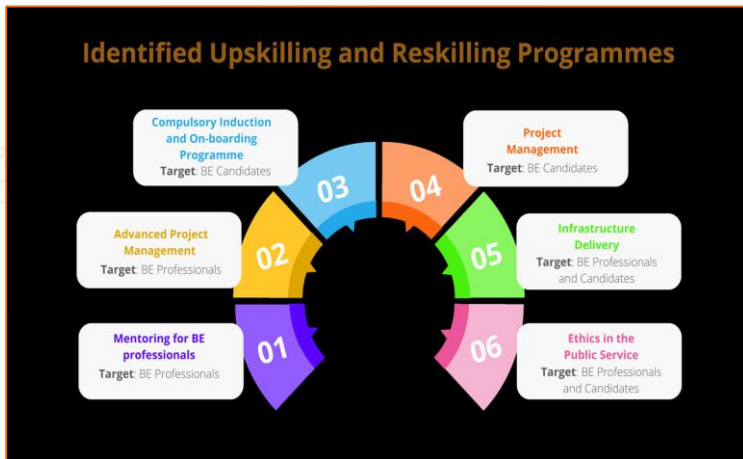 Identified Upskilling and Reskilling Programmes
01
Mentoring for BE
professionals
Target: BE Professionals
02
Advanced Project
Management
Target: BE Professionals
03
Compulsory Induction
and On-boarding
Programme
Target: BE Candidates
04
Project
Management
Target: BE Candidates
05
Infrastructure
Delivery
Target: BE Professionals
and Candidates
06
Ethics in the
Public Service
Target: BE Professionals
and Candidates